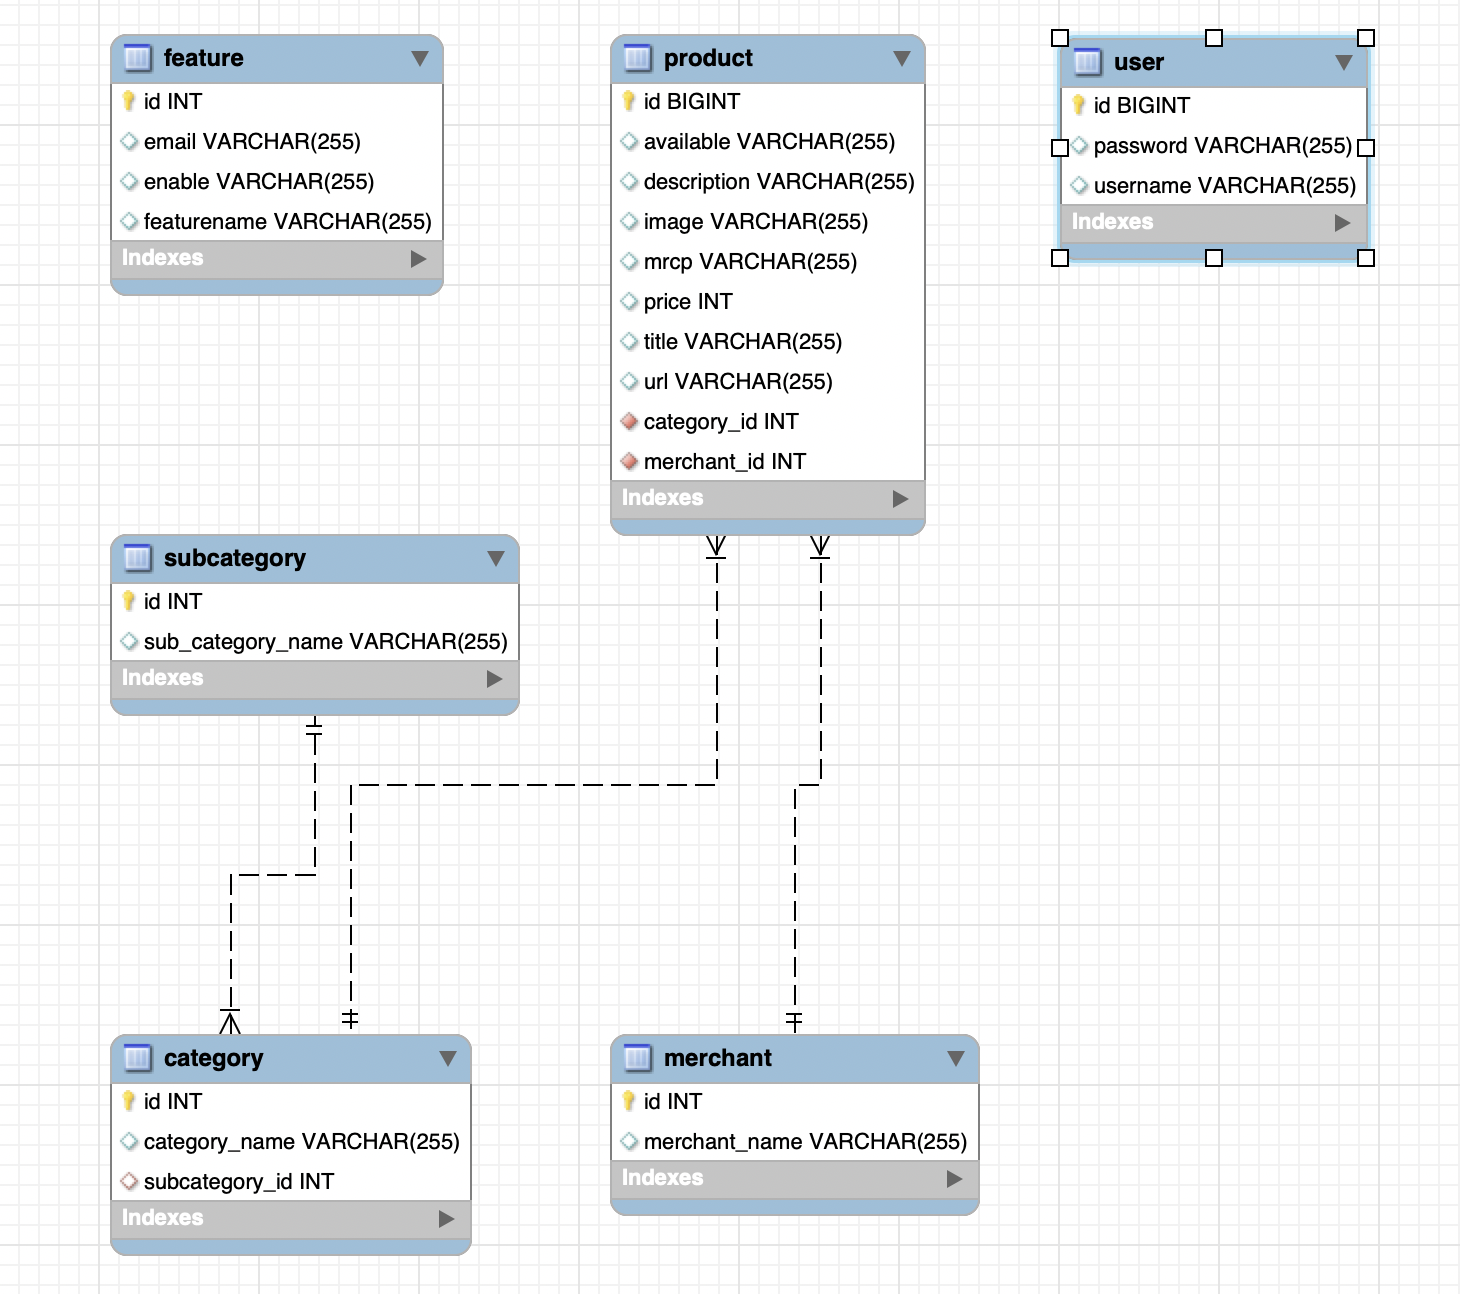 feature
id INT
email VARCHAR(255)
enable VARCHAR(255)
featurename VARCHAR(255)
Indexes
product
id BIGINT
available VARCHAR(255)
description VARCHAR(255)
image VARCHAR(255)
mrcp VARCHAR(255)
price INT
title VARCHAR(255)
url VARCHAR(255)
category_id INT
merchant_id INT
Indexes
user
id BIGINT
password VARCHAR(255)
username VARCHAR(255)
Indexes
subcategory
id INT
sub_category_name VARCHAR(255)
Indexes
category
id INT
category_name VARCHAR(255)
subcategory_id INT
Indexes
merchant
id INT
merchant_name VARCHAR(255)
Indexes